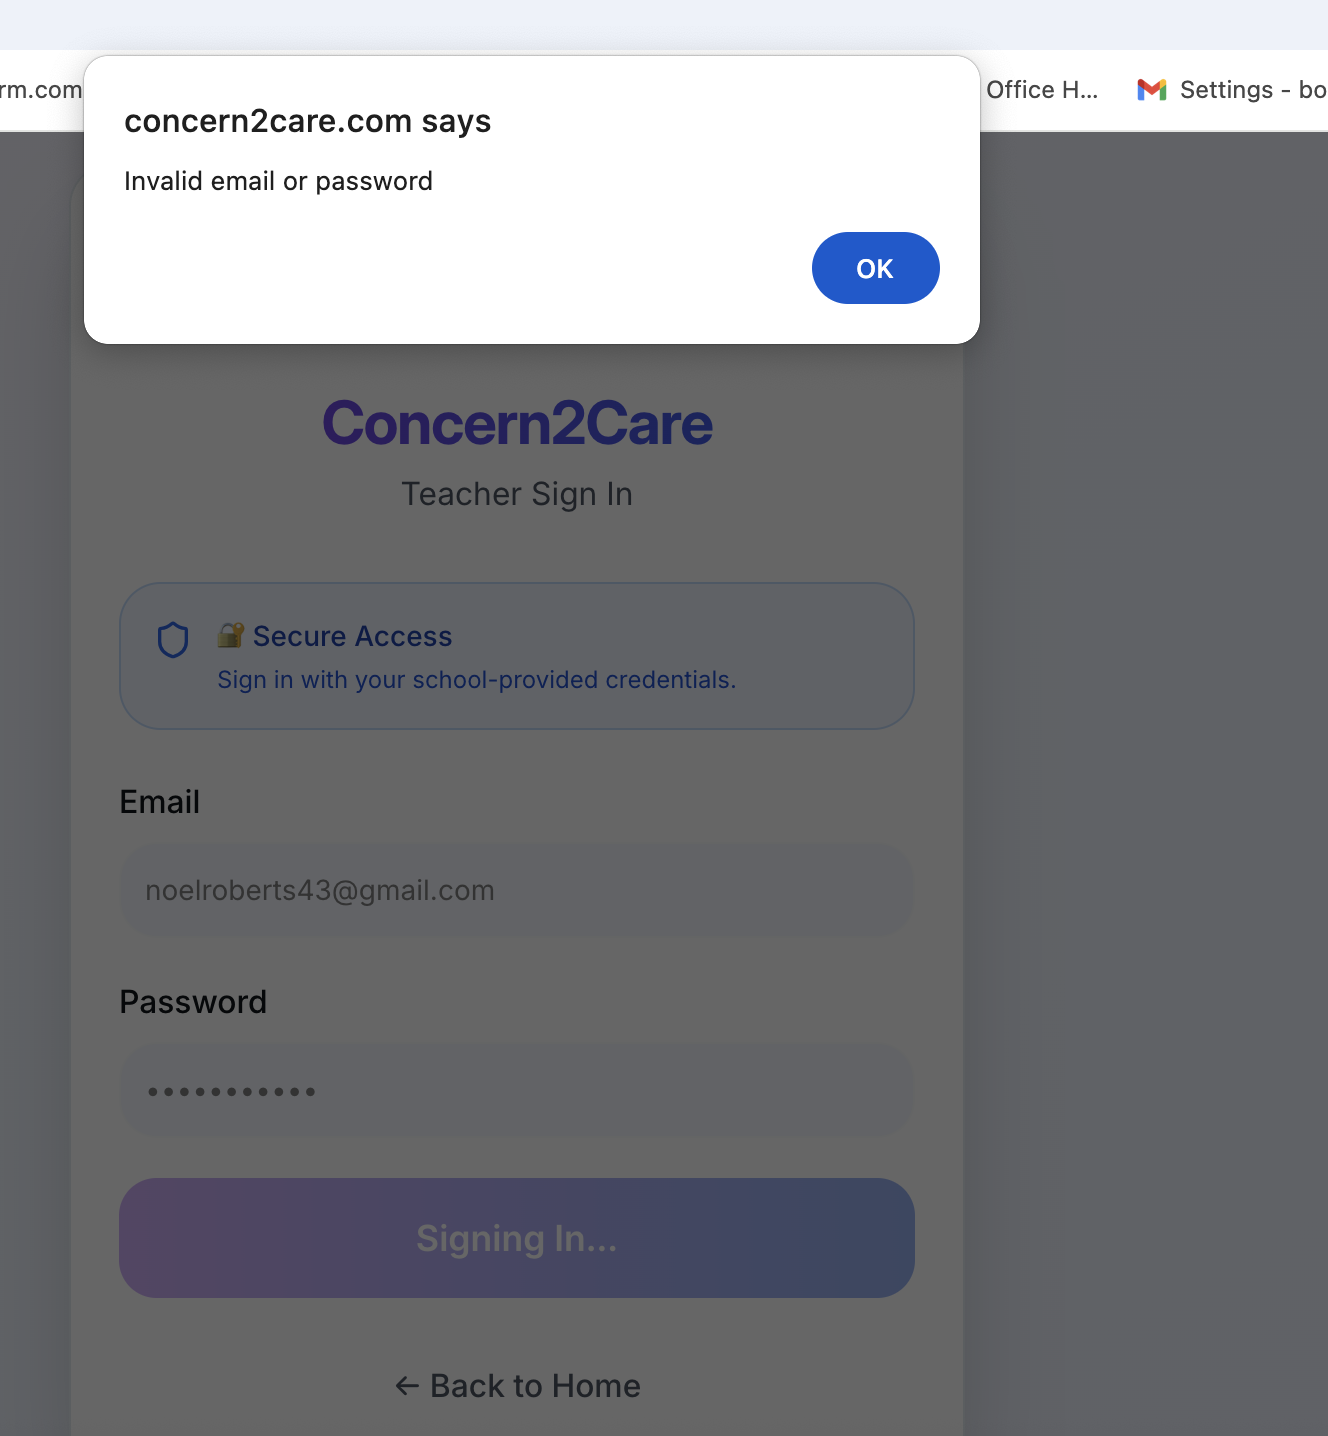 rm.com
Office H...
Settings - bo
concern2care.com says
Invalid email or password
OK
Concern2Care
Teacher Sign In
🔐 Secure Access
Sign in with your school-provided credentials.
Email
noelroberts43@gmail.com
Password
•••••••••••
Signing In...
← Back to Home